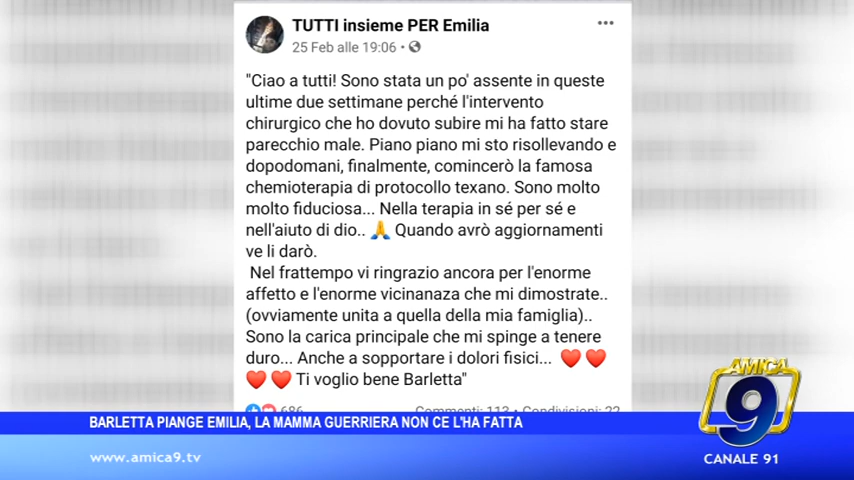 TUTTI insieme PER Emilia
25 Feb alle 19:06 •
"Ciao a tutti! Sono stata un po' assente in queste
ultime due settimane perché l'intervento
chirurgico che ho dovuto subire mi ha fatto stare
parecchio male. Piano piano mi sto risollevando e
dopodomani, finalmente, comincerò la famosa
chemioterapia di protocollo texano. Sono molto
molto fiduciosa... Nella terapia in sé per sé e
nell'aiuto di dio.. 🙏 Quando avrò aggiornamenti
ve li darò.
Nel frattempo vi ringrazio ancora per l'enorme
affetto e l'enorme vicinanaza che mi dimostrate..
(ovviamente unita a quella della mia famiglia)..
Sono la carica principale che mi spinge a tenere
duro... Anche a sopportare i dolori fisici... ❤️❤️
❤️❤️ Ti voglio bene Barletta"
686 Commenti: 113 • Condivisioni: 22
BARLETTA PIANGE EMILIA, LA MAMMA GUERRIERA NON CE L'HA FATTA
www.amica9.tv
AMICA
9
CANALE 91